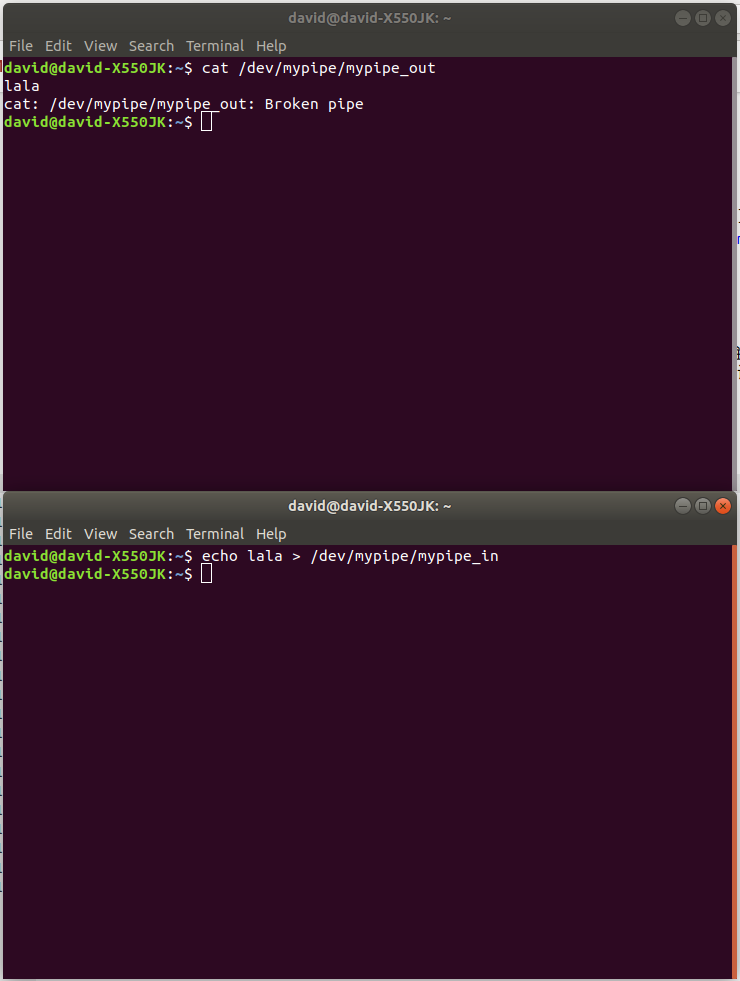 david@david-X550JK: ~
File Edit View Search Terminal Help
david@david-X550JK:~$ cat /dev/mypipe/mypipe_out
lala
cat: /dev/mypipe/mypipe_out: Broken pipe
david@david-X550JK:~$
david@david-X550JK: ~
File Edit View Search Terminal Help
david@david-X550JK:~$ echo lala > /dev/mypipe/mypipe_in
david@david-X550JK:~$